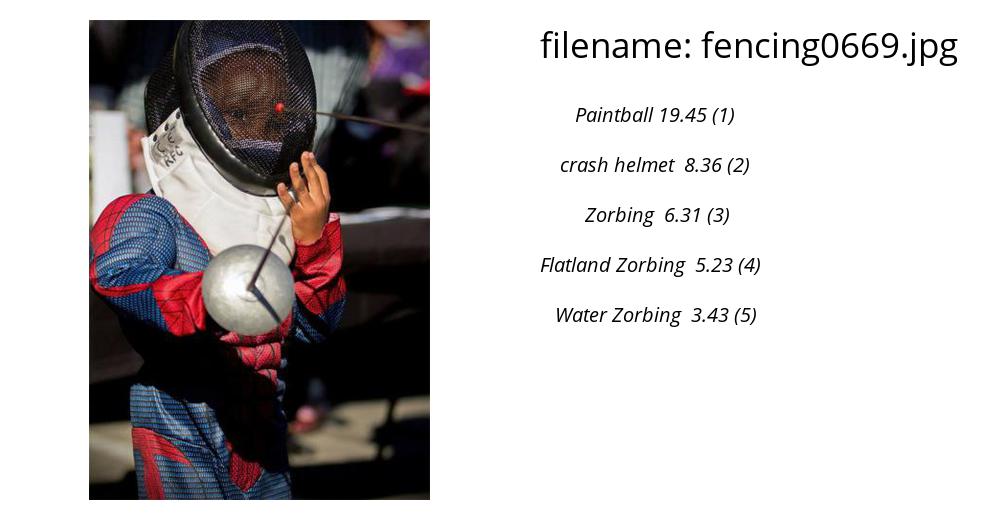 filename: fencing0669.jpg
Paintball 19.45 (1)
crash helmet 8.36 (2)
Zorbing 6.31 (3)
Flatland Zorbing 5.23 (4)
Water Zorbing 3.43 (5)
KFC